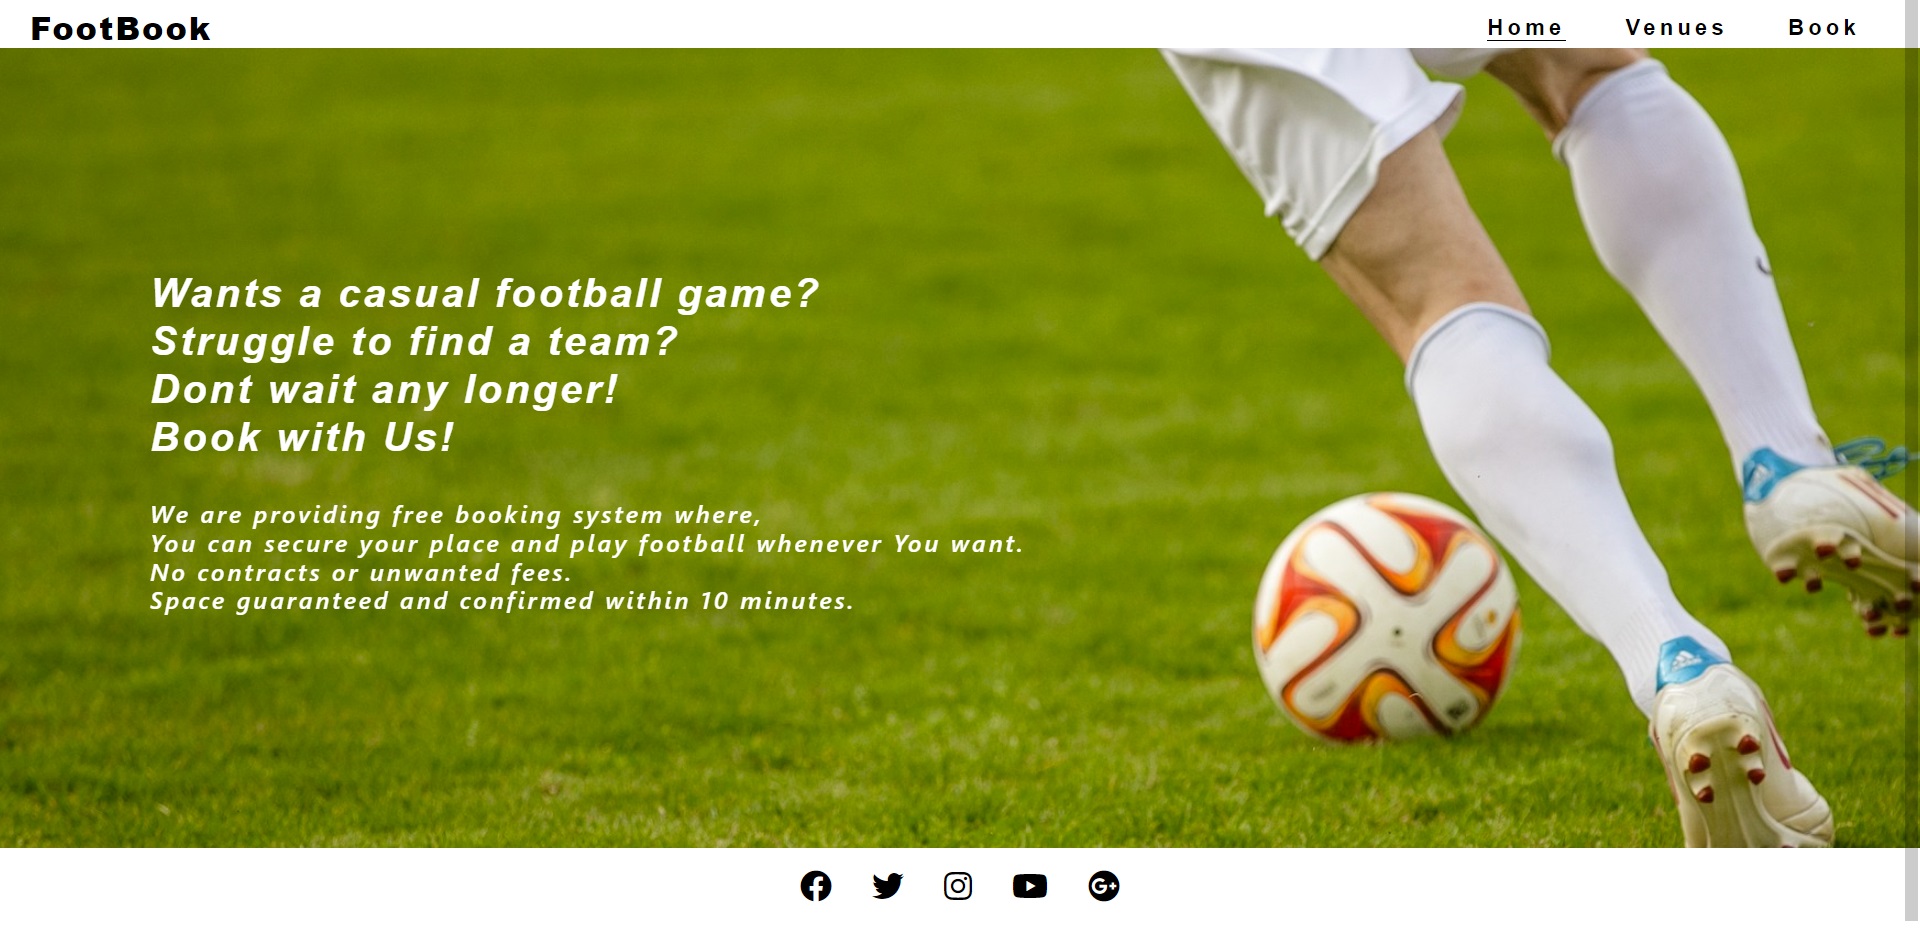 FootBook
Home Venues Book
Wants a casual football game?
Struggle to find a team?
Dont wait any longer!
Book with Us!
We are providing free booking system where,
You can secure your place and play football whenever You want.
No contracts or unwanted fees.
Space guaranteed and confirmed within 10 minutes.